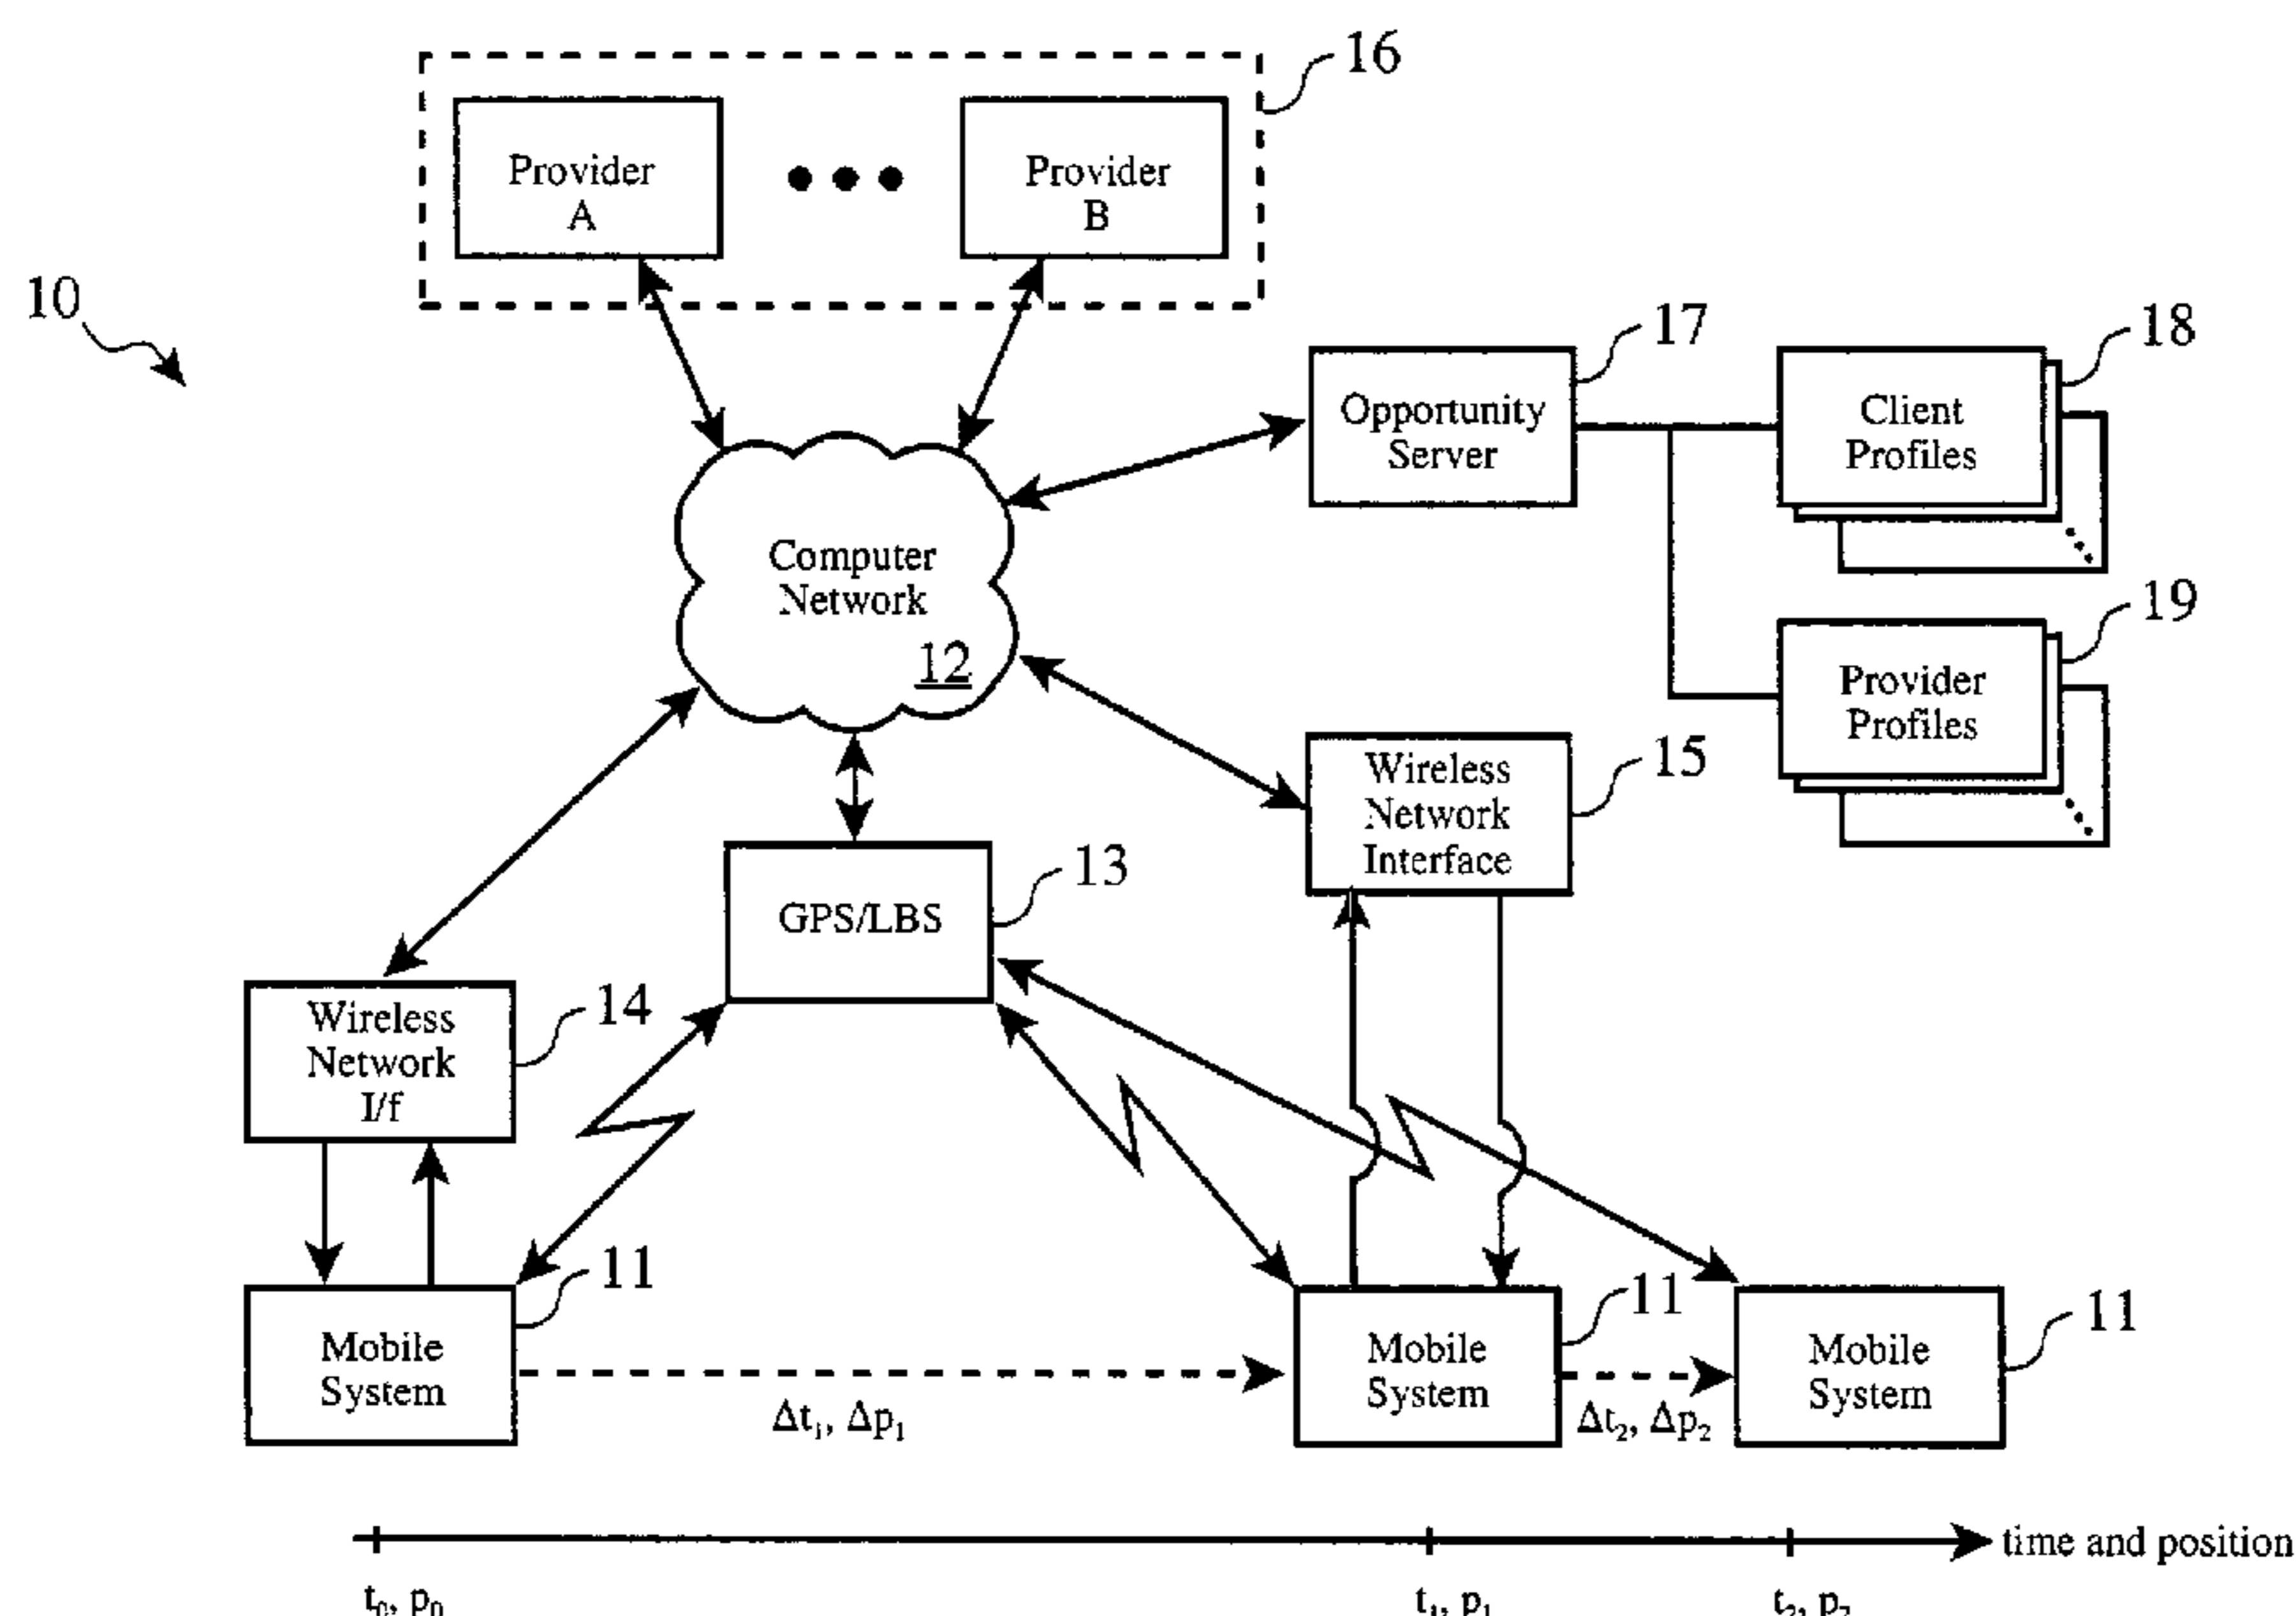 16
Provider
A
Provider
B
10
17
18
Opportunity
Server
Client
Profiles
Computer
Network
12
19
Provider
Profiles
15
Wireless
Network
Interface
13
GPS/LBS
14
Wireless
Network
I/f
11
11
11
Mobile
System
Mobile
System
Mobile
System
Δt₁, Δp₁
Δt₂, Δp₂
time and position
t₀, p₀
t₁, p₁
t₂, p₂